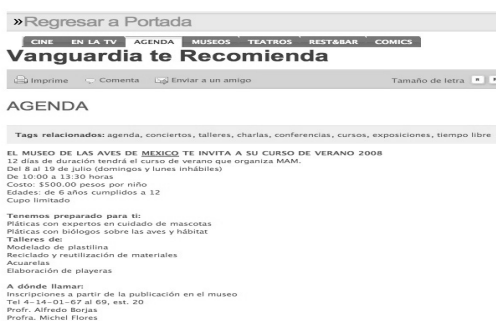 »Regresar a Portada
CINE EN LA TV AGENDA MUSEOS TEATROS REST&BAR COMICS
Vanguardia te Recomienda
Imprime Comenta Enviar a un amigo Tamaño de letra
AGENDA
Tags relacionados: agenda, conciertos, talleres, charlas, conferencias, cursos, exposiciones, tiempo libre
EL MUSEO DE LAS AVES DE MEXICO TE INVITA A SU CURSO DE VERANO 2008
12 días de duración tendrá el curso de verano que organiza MAM.
Del 8 al 19 de julio (domingos y lunes inhábiles)
De 10:00 a 13:30 horas
Costo: $500.00 pesos por niño
Edades: de 6 años cumplidos a 12
Cupo limitado
Tenemos preparado para ti:
Pláticas con expertos en cuidado de mascotas
Pláticas con biólogos sobre las aves y hábitat
Talleres de:
Modelado de plastilina
Reciclado y reutilización de materiales
Acuarelas
Elaboración de playeras
A dónde llamar:
Inscripciones a partir de la publicación en el museo
Tel 4-14-01-67 al 69, est. 20
Profr. Alfredo Borjas
Profra. Michel Flores